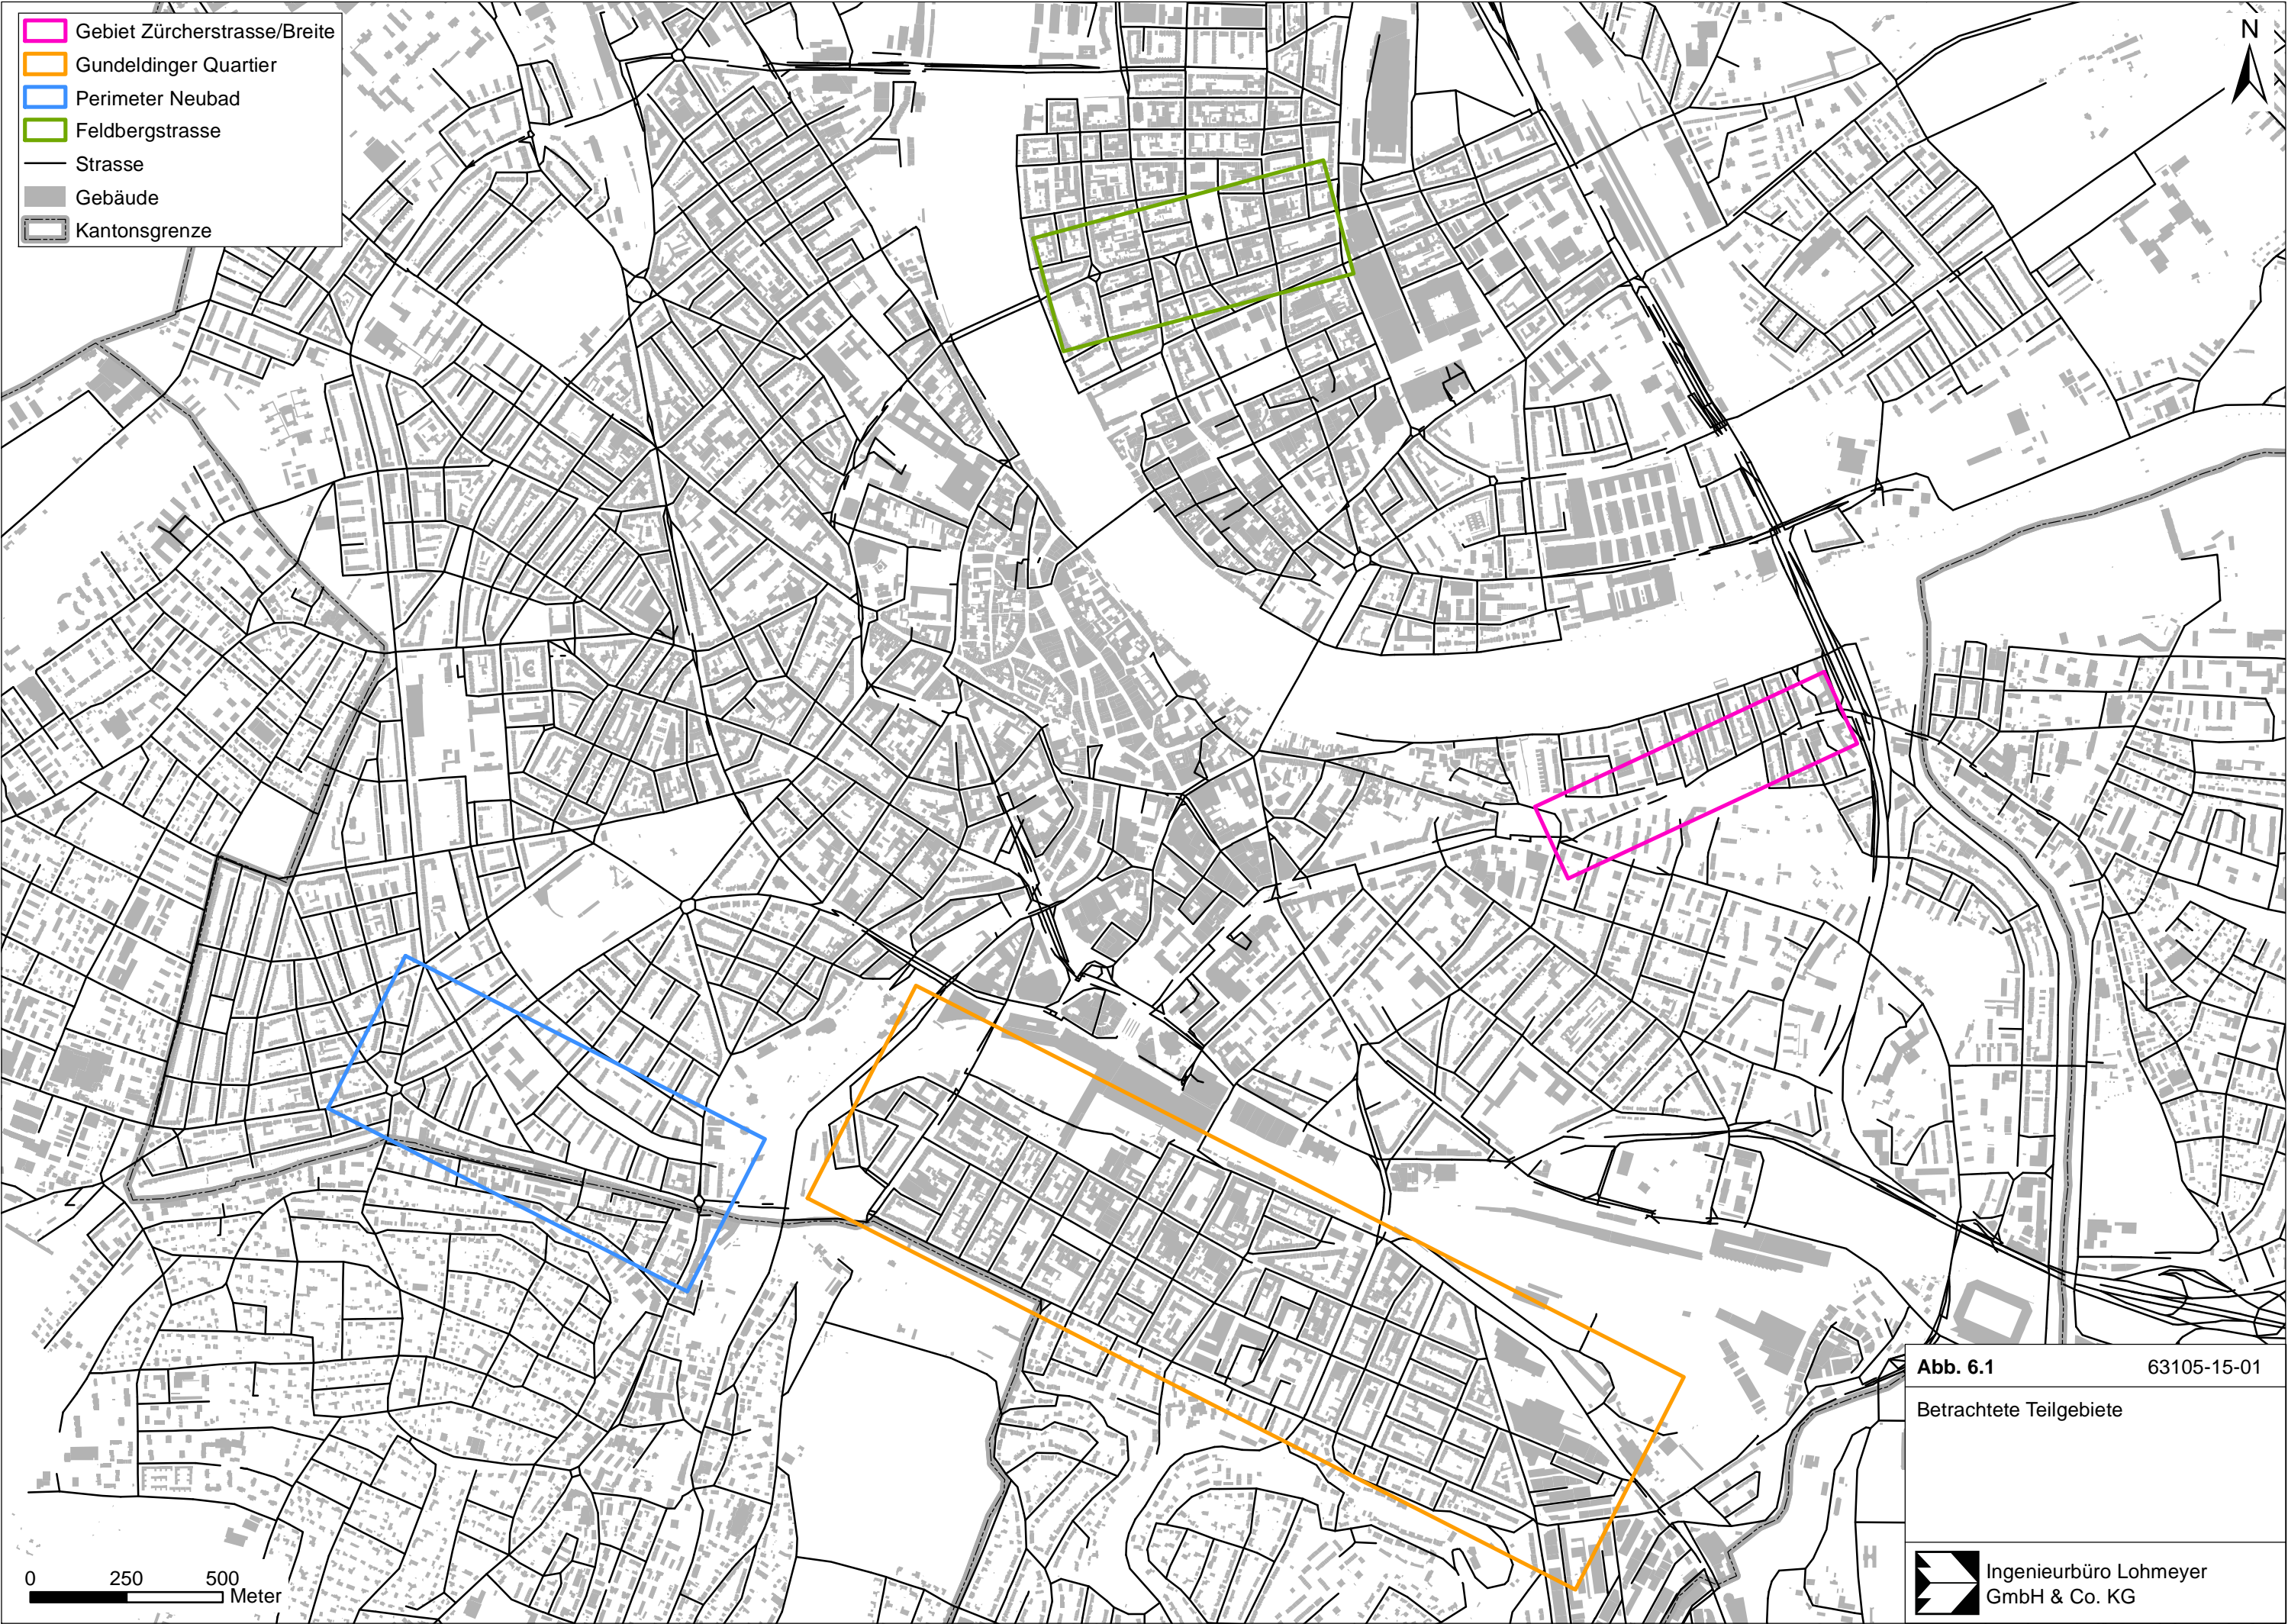 Gebiet Zürcherstrasse/Breite
Gundeldinger Quartier
Perimeter Neubad
Feldbergstrasse
Strasse
Gebäude
Kantonsgrenze
N
0 250 500
Meter
Abb. 6.1 63105-15-01
Betrachtete Teilgebiete
Ingenieurbüro Lohmeyer
GmbH & Co. KG